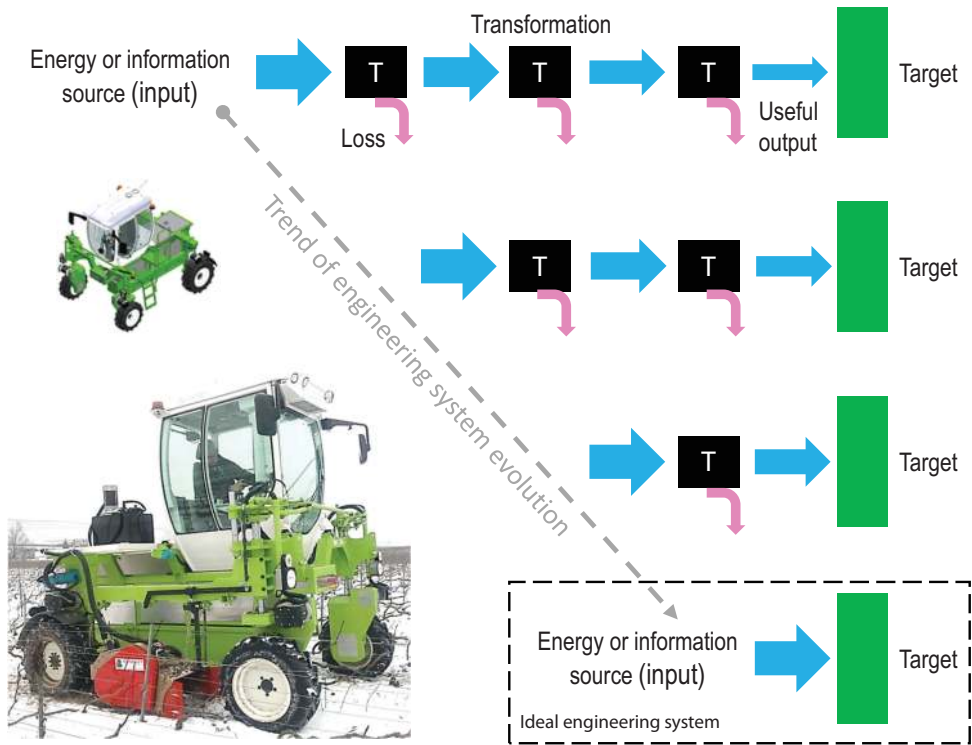 Transformation
Energy or information
source (input)
T
T
T
Target
Loss
Useful
output
Trend of engineering system evolution
T
T
Target
T
Target
Energy or information
source (input)
Target
Ideal engineering system